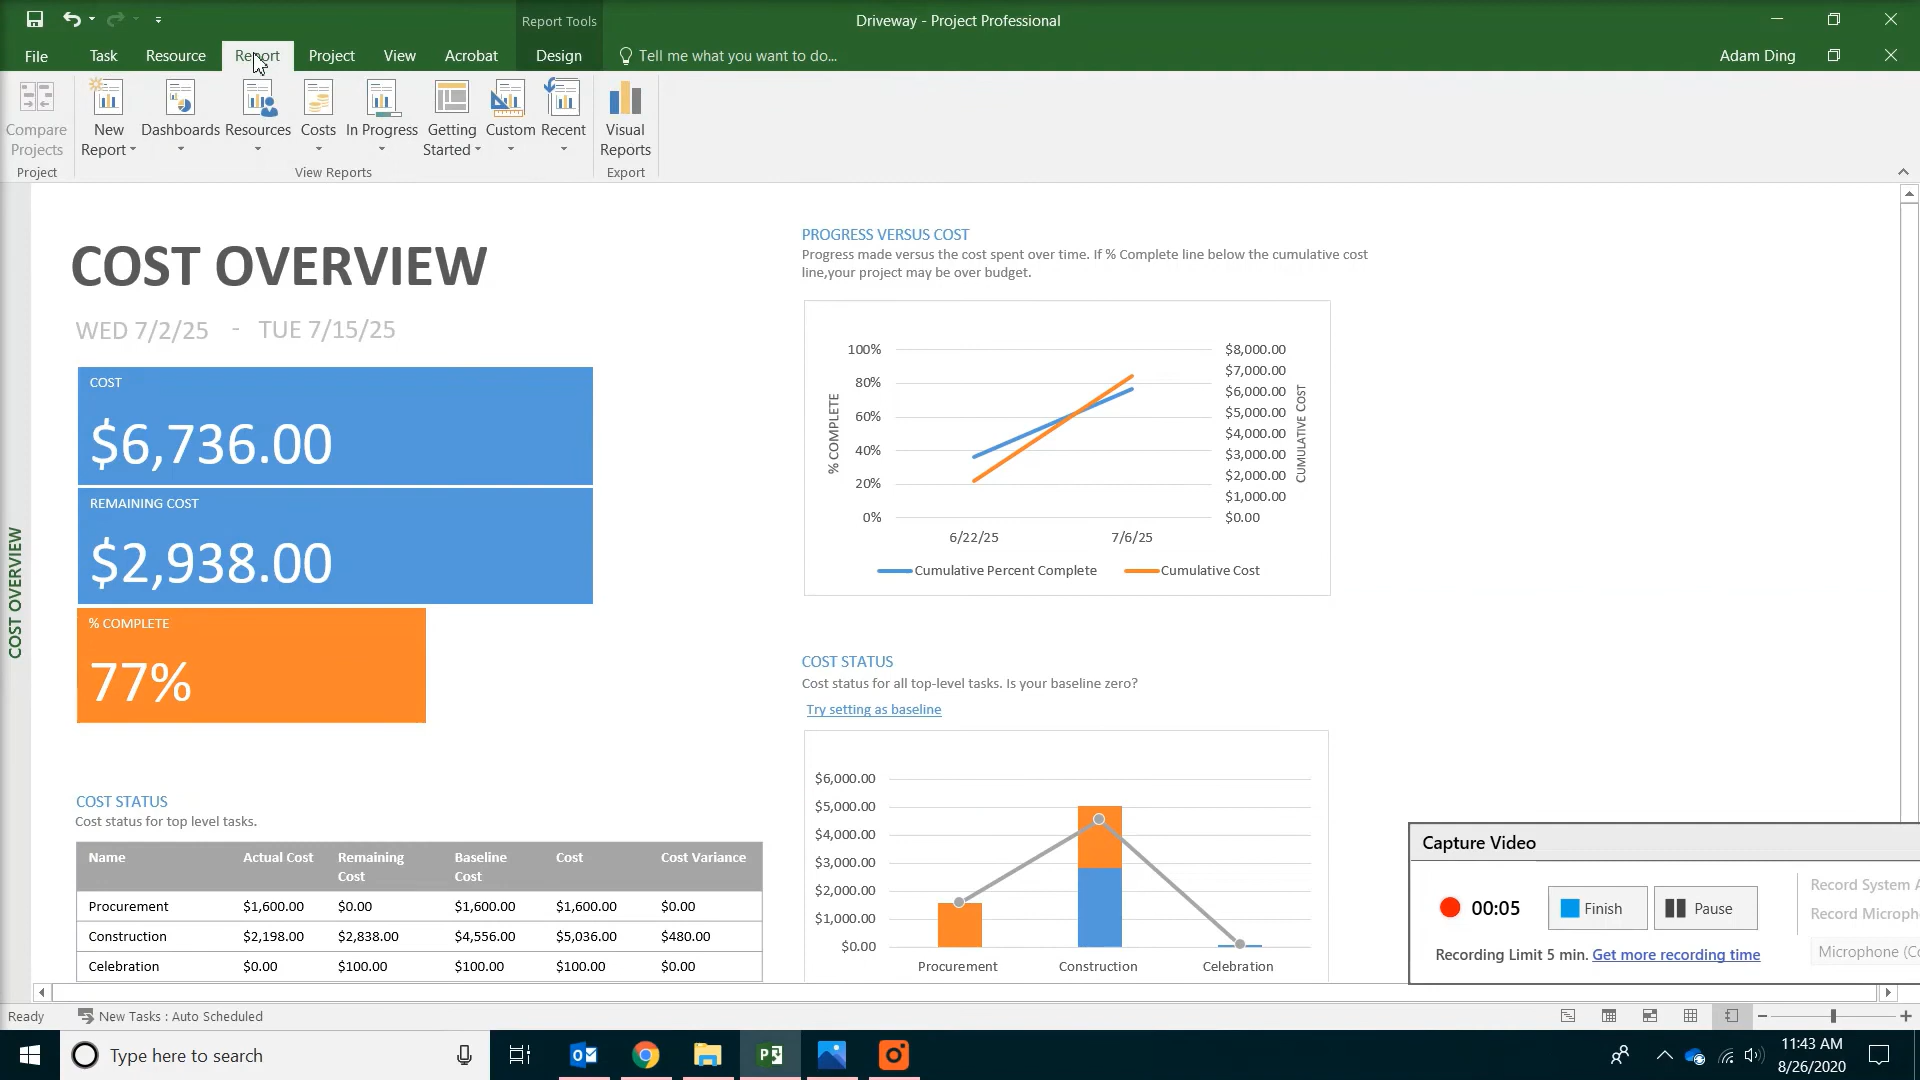 Report Tools
Driveway - Project Professional
File
Task
Resource
Report
Project
View
Acrobat
Design
Tell me what you want to do...
Adam Ding
Compare
Projects
New
Report
Dashboards
Resources
Costs
In Progress
Getting
Started
Custom
Recent
Visual
Reports
Project
View Reports
Export
COST OVERVIEW
COST OVERVIEW
WED 7/2/25 - TUE 7/15/25
COST
$6,736.00
REMAINING COST
$2,938.00
% COMPLETE
77%
COST STATUS
Cost status for top level tasks.
Name Actual Cost Remaining Cost Baseline Cost Cost Cost Variance
Procurement $1,600.00 $0.00 $1,600.00 $1,600.00 $0.00
Construction $2,198.00 $2,838.00 $4,556.00 $5,036.00 $480.00
Celebration $0.00 $100.00 $100.00 $100.00 $0.00
PROGRESS VERSUS COST
Progress made versus the cost spent over time. If % Complete line below the cumulative cost
line,your project may be over budget.
% COMPLETE
100%
80%
60%
40%
20%
0%
$8,000.00
$7,000.00
$6,000.00
$5,000.00
$4,000.00
$3,000.00
$2,000.00
$1,000.00
$0.00
CUMULATIVE COST
6/22/25 7/6/25
Cumulative Percent Complete Cumulative Cost
COST STATUS
Cost status for all top-level tasks. Is your baseline zero?
Try setting as baseline
$6,000.00
$5,000.00
$4,000.00
$3,000.00
$2,000.00
$1,000.00
$0.00
Procurement Construction Celebration
Capture Video
00:05
Finish
Pause
Record System A
Record Microph
Microphone (Co
Recording Limit 5 min. Get more recording time
Ready
New Tasks : Auto Scheduled
Type here to search
11:43 AM
8/26/2020